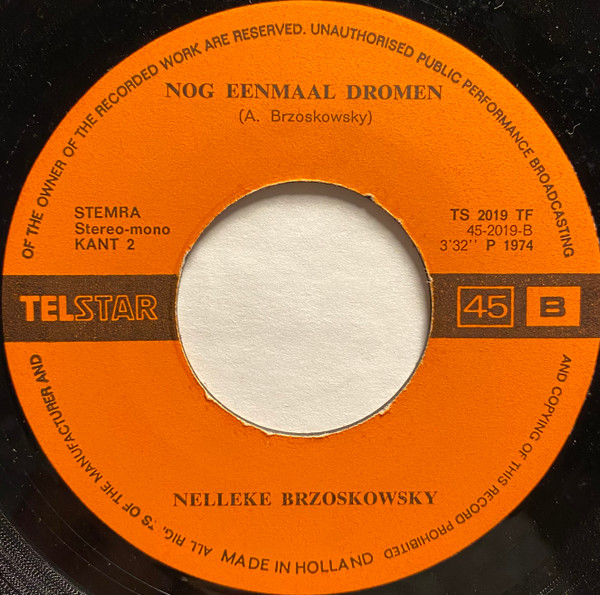 OF THE OWNER OF THE RECORDED WORK ARE RESERVED. UNAUTHORISED PUBLIC PERFORMANCE BROADCASTING
NOG EENMAAL DROMEN
(A. Brzoskowsky)
STEMRA
Stereo-mono
KANT 2
TS 2019 TF
45-2019-B
3'32" P 1974
TELSTAR
45 B
NELLEKE BRZOSKOWSKY
ALL RIG 'S OF THE MANUFACTURER AND
MADE IN HOLLAND
AND COPYING OF THIS RECORD PROHIBITED